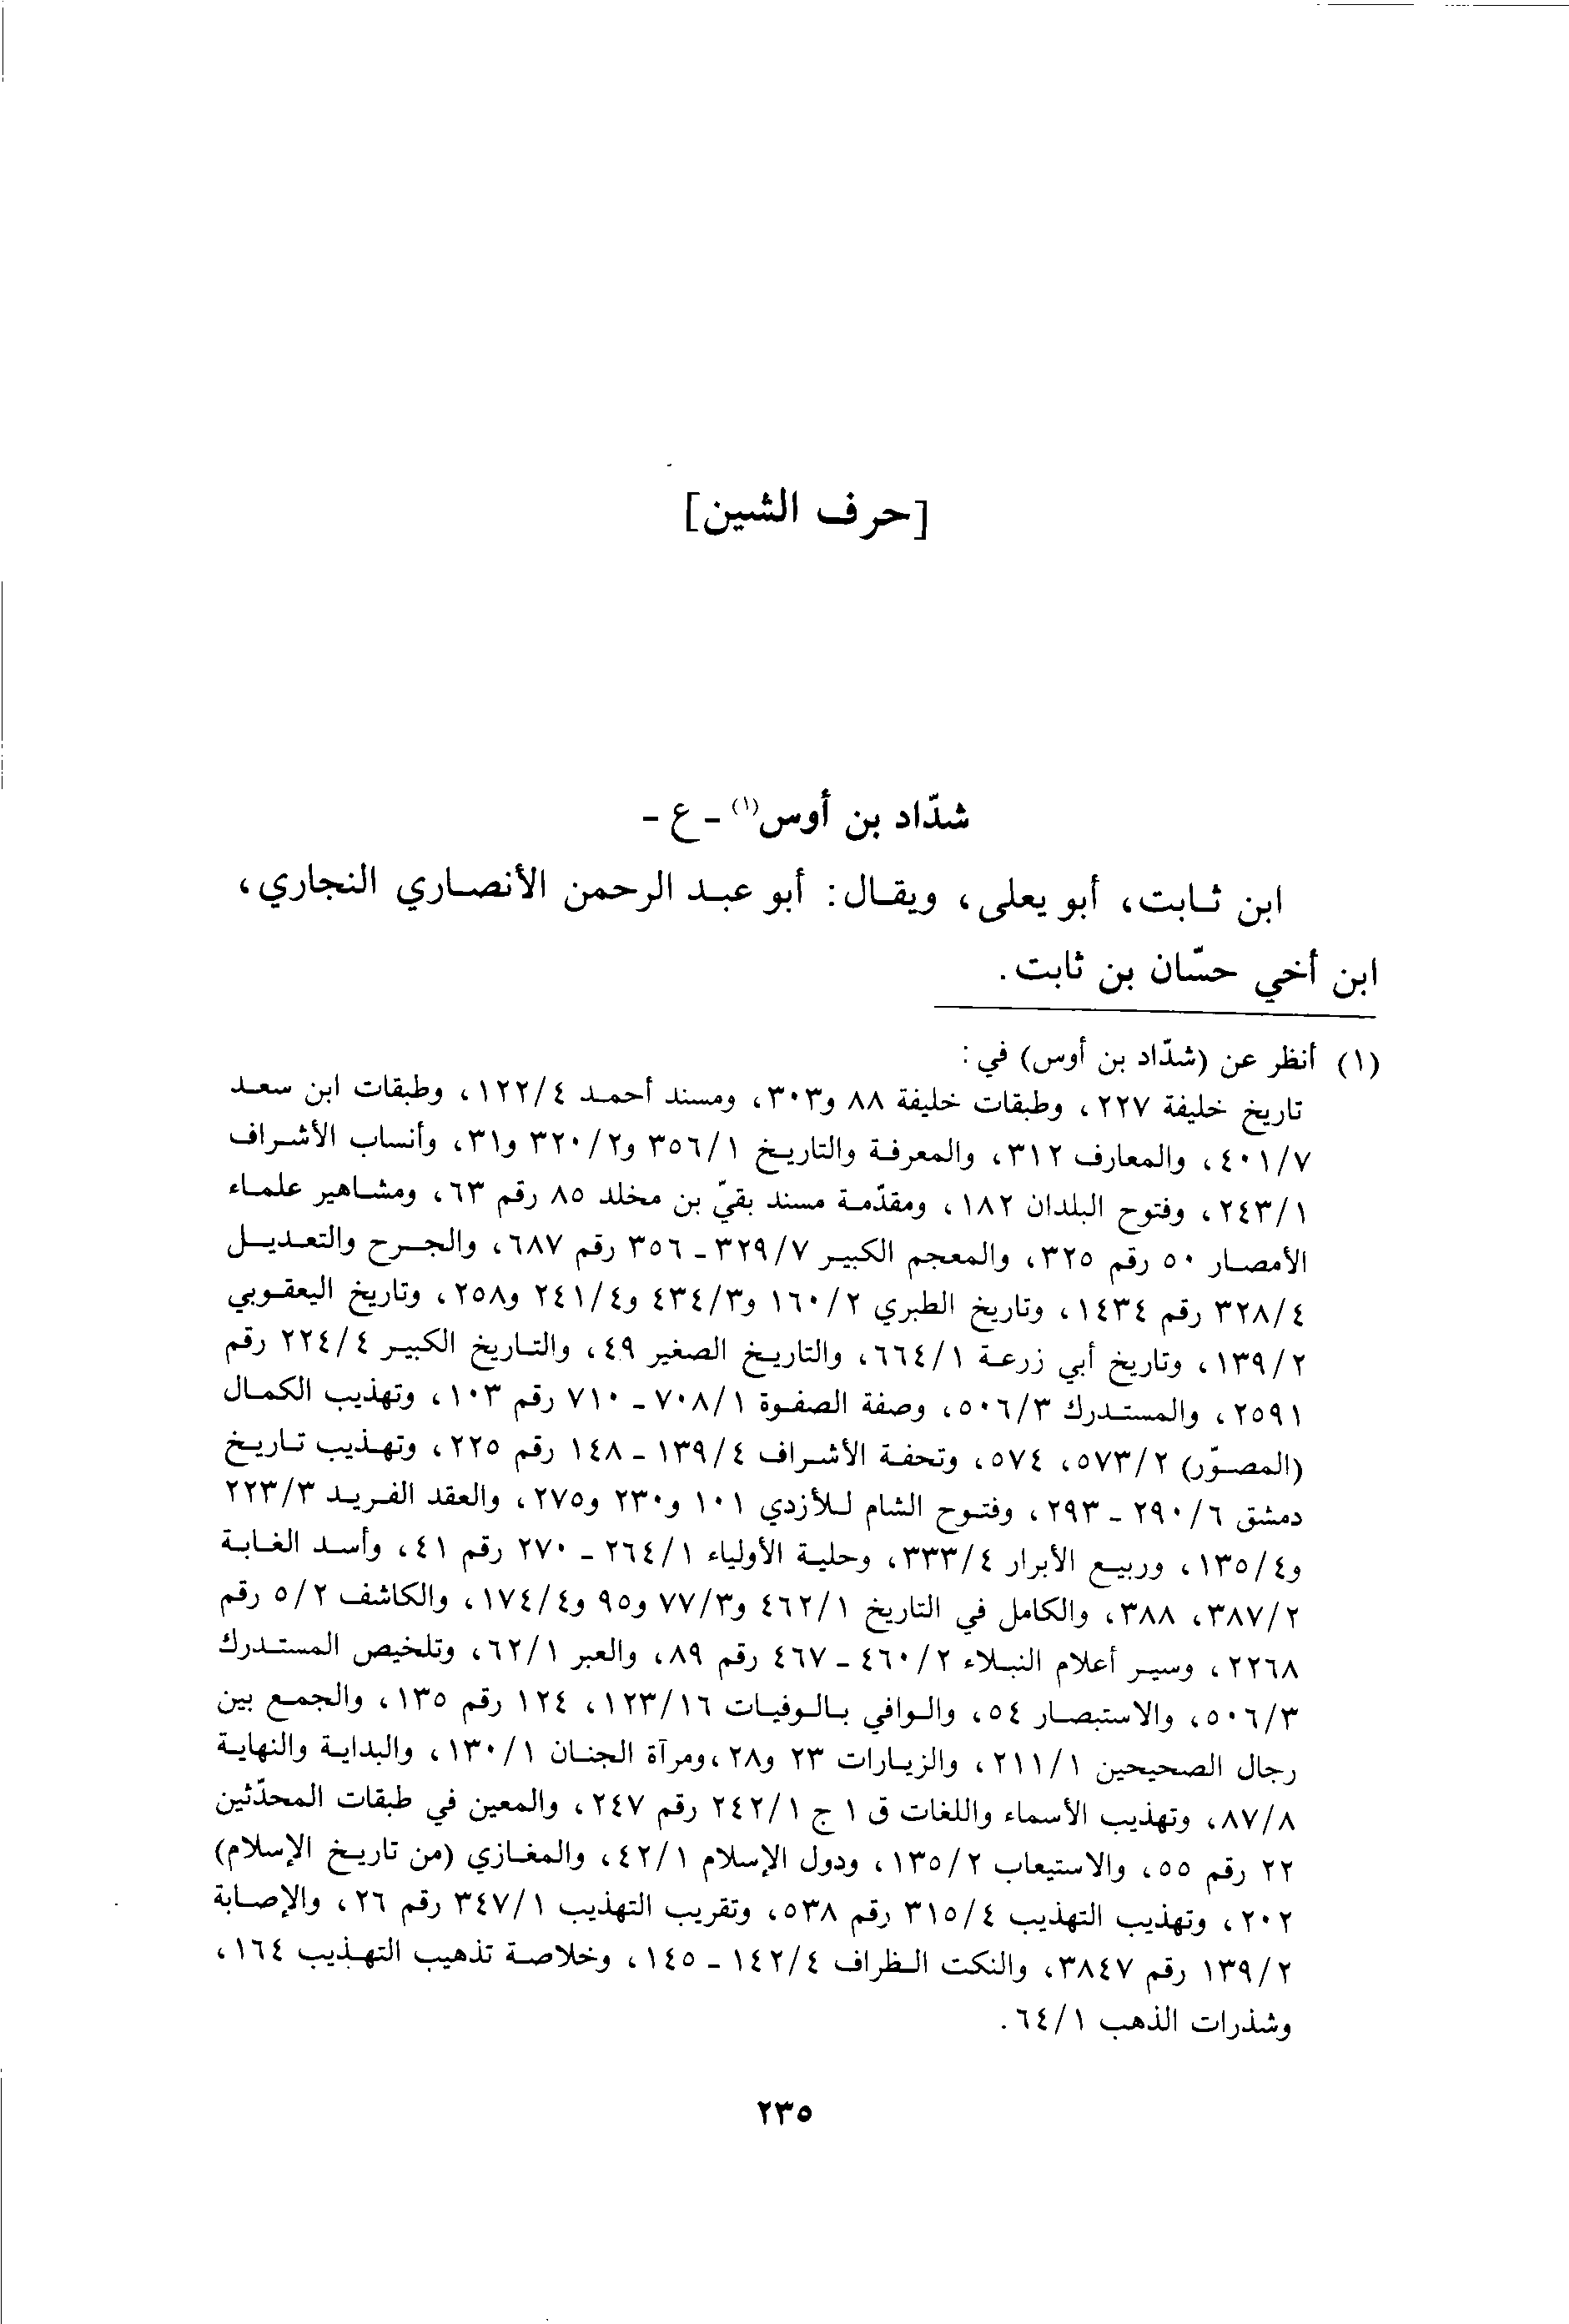 [حرف الشين]
شدّاد بن أوس(١) - ع -
ابن ثابت، أبو يعلى، ويقال: أبو عبد الرحمن الأنصاري النجاري،
ابن أخي حسّان بن ثابت.
(١) أنظر عن (شدّاد بن أوس) في:
تاريخ خليفة ٢٢٧، وطبقات خليفة ٨٨ و٣٠٣، ومسند أحمد ١٢٢/٤، وطبقات ابن سعد
٤٠١/٧، والمعارف ٣١٢، والمعرفة والتاريخ ٣٥٦/١ و٣٢٠/٢ و٣١، وأنساب الأشراف
٢٤٣/١، وفتوح البلدان ١٨٢، ومقدّمة مسند بقيّ بن مخلد ٨٥ رقم ٦٣، ومشاهير علماء
الأمصار ٥٠ رقم ٣٢٥، والمعجم الكبير ٣٢٩/٧ - ٣٥٦ رقم ٦٨٧، والجرح والتعديل
٣٢٨/٤ رقم ١٤٣٤، وتاريخ الطبري ١٦٠/٢ و٤٣٤/٣ و٢٤١/٤ و٢٥٨، وتاريخ اليعقوبي
١٣٩/٢، وتاريخ أبي زرعة ٦٦٤/١، والتاريخ الصغير ٤٩، والتاريخ الكبير ٢٢٤/٤ رقم
٢٥٩١، والمستدرك ٥٠٦/٣، وصفة الصفوة ٧٠٨/١ - ٧١٠ رقم ١٠٣، وتهذيب الكمال
(المصوّر) ٥٧٣/٢، ٥٧٤، وتحفة الأشراف ١٣٩/٤ - ١٤٨ رقم ٢٢٥، وتهذيب تاريخ
دمشق ٢٩٠/٦ - ٢٩٣، وفتوح الشام للأزدي ١٠١ و٢٣٠ و٢٧٥، والعقد الفريد ٢٢٣/٣
و١٣٥/٤، وربيع الأبرار ٣٣٣/٤، وحلية الأولياء ٢٦٤/١ - ٢٧٠ رقم ٤١، وأسد الغابة
٣٨٧/٢، ٣٨٨، والكامل في التاريخ ٤٦٢/١ و٧٧/٣ و٩٥ و١٧٤/٤، والكاشف ٥/٢ رقم
٢٢٦٨، وسير أعلام النبلاء ٤٦٠/٢ - ٤٦٧ رقم ٨٩، والعبر ٦٢/١، وتلخيص المستدرك
٥٠٦/٣، والاستبصار ٥٤، والوافي بالوفيات ١٢٣/١٦، ١٢٤ رقم ١٣٥، والجمع بين
رجال الصحيحين ٢١١/١، والزيارات ٢٣ و٢٨، ومرآة الجنان ١٣٠/١، والبداية والنهاية
٨٧/٨، وتهذيب الأسماء واللغات ق ١ ج ٢٤٢/١ رقم ٢٤٧، والمعين في طبقات المحدّثين
٢٢ رقم ٥٥، والاستيعاب ١٣٥/٢، ودول الإسلام ٤٢/١، والمغازي (من تاريخ الإسلام)
٢٠٢، وتهذيب التهذيب ٣١٥/٤ رقم ٥٣٨، وتقريب التهذيب ٣٤٧/١ رقم ٢٦، والإصابة
١٣٩/٢ رقم ٣٨٤٧، والنكت الظراف ١٤٢/٤ - ١٤٥، وخلاصة تذهيب التهذيب ١٦٤،
وشذرات الذهب ٦٤/١.
٢٣٥